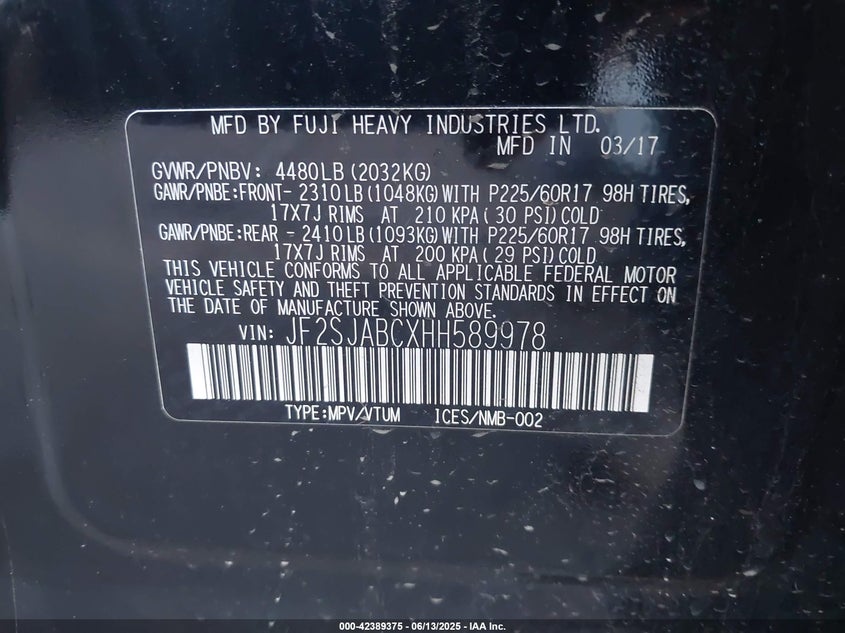 MFD BY FUJI HEAVY INDUSTRIES LTD.
MFD IN 03/17
GVWR/PNBV: 4480LB (2032KG)
GAWR/PNBE:FRONT- 2310LB (1048KG) WITH P225/60R17 98H TIRES,
17X7J RIMS AT 210 KPA ( 30 PSI) COLD
GAWR/PNBE:REAR - 2410LB (1093KG) WITH P225/60R17 98H TIRES,
17X7J RIMS AT 200 KPA ( 29 PSI) COLD
THIS VEHICLE CONFORMS TO ALL APPLICABLE FEDERAL MOTOR
VEHICLE SAFETY AND THEFT PREVENTION STANDARDS IN EFFECT ON
THE DATE OF MANUFACTURE SHOWN ABOVE.
VIN: JF2SJABCXHH589978
TYPE:MPV/VTUM ICES/NMB-002
000-42389375 - 06/13/2025 - IAA Inc.